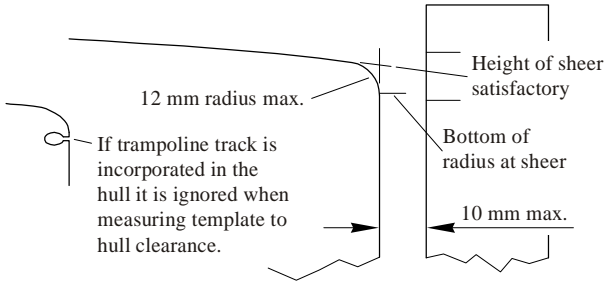 Height of sheer
satisfactory
12 mm radius max.
Bottom of
radius at sheer
If trampoline track is
incorporated in the
hull it is ignored when
measuring template to
hull clearance.
10 mm max.